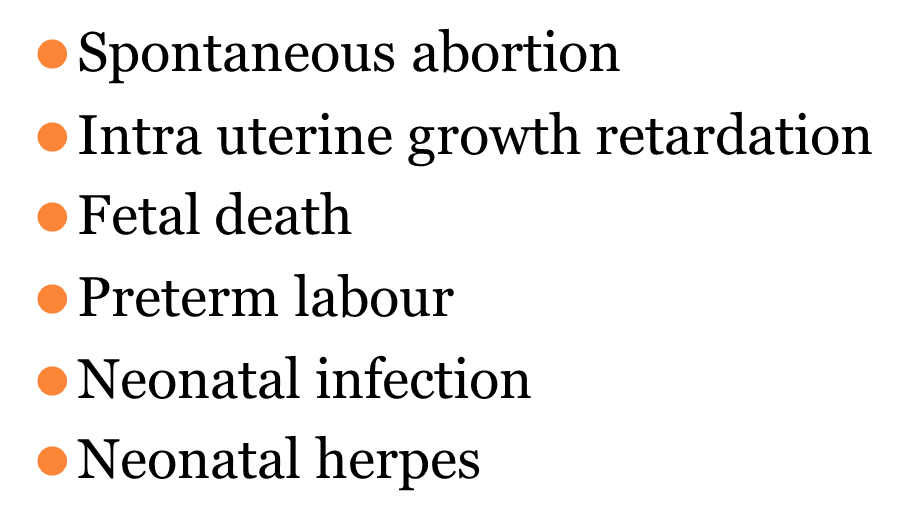 Spontaneous abortion
Intra uterine growth retardation
Fetal death
Preterm labour
Neonatal infection
Neonatal herpes